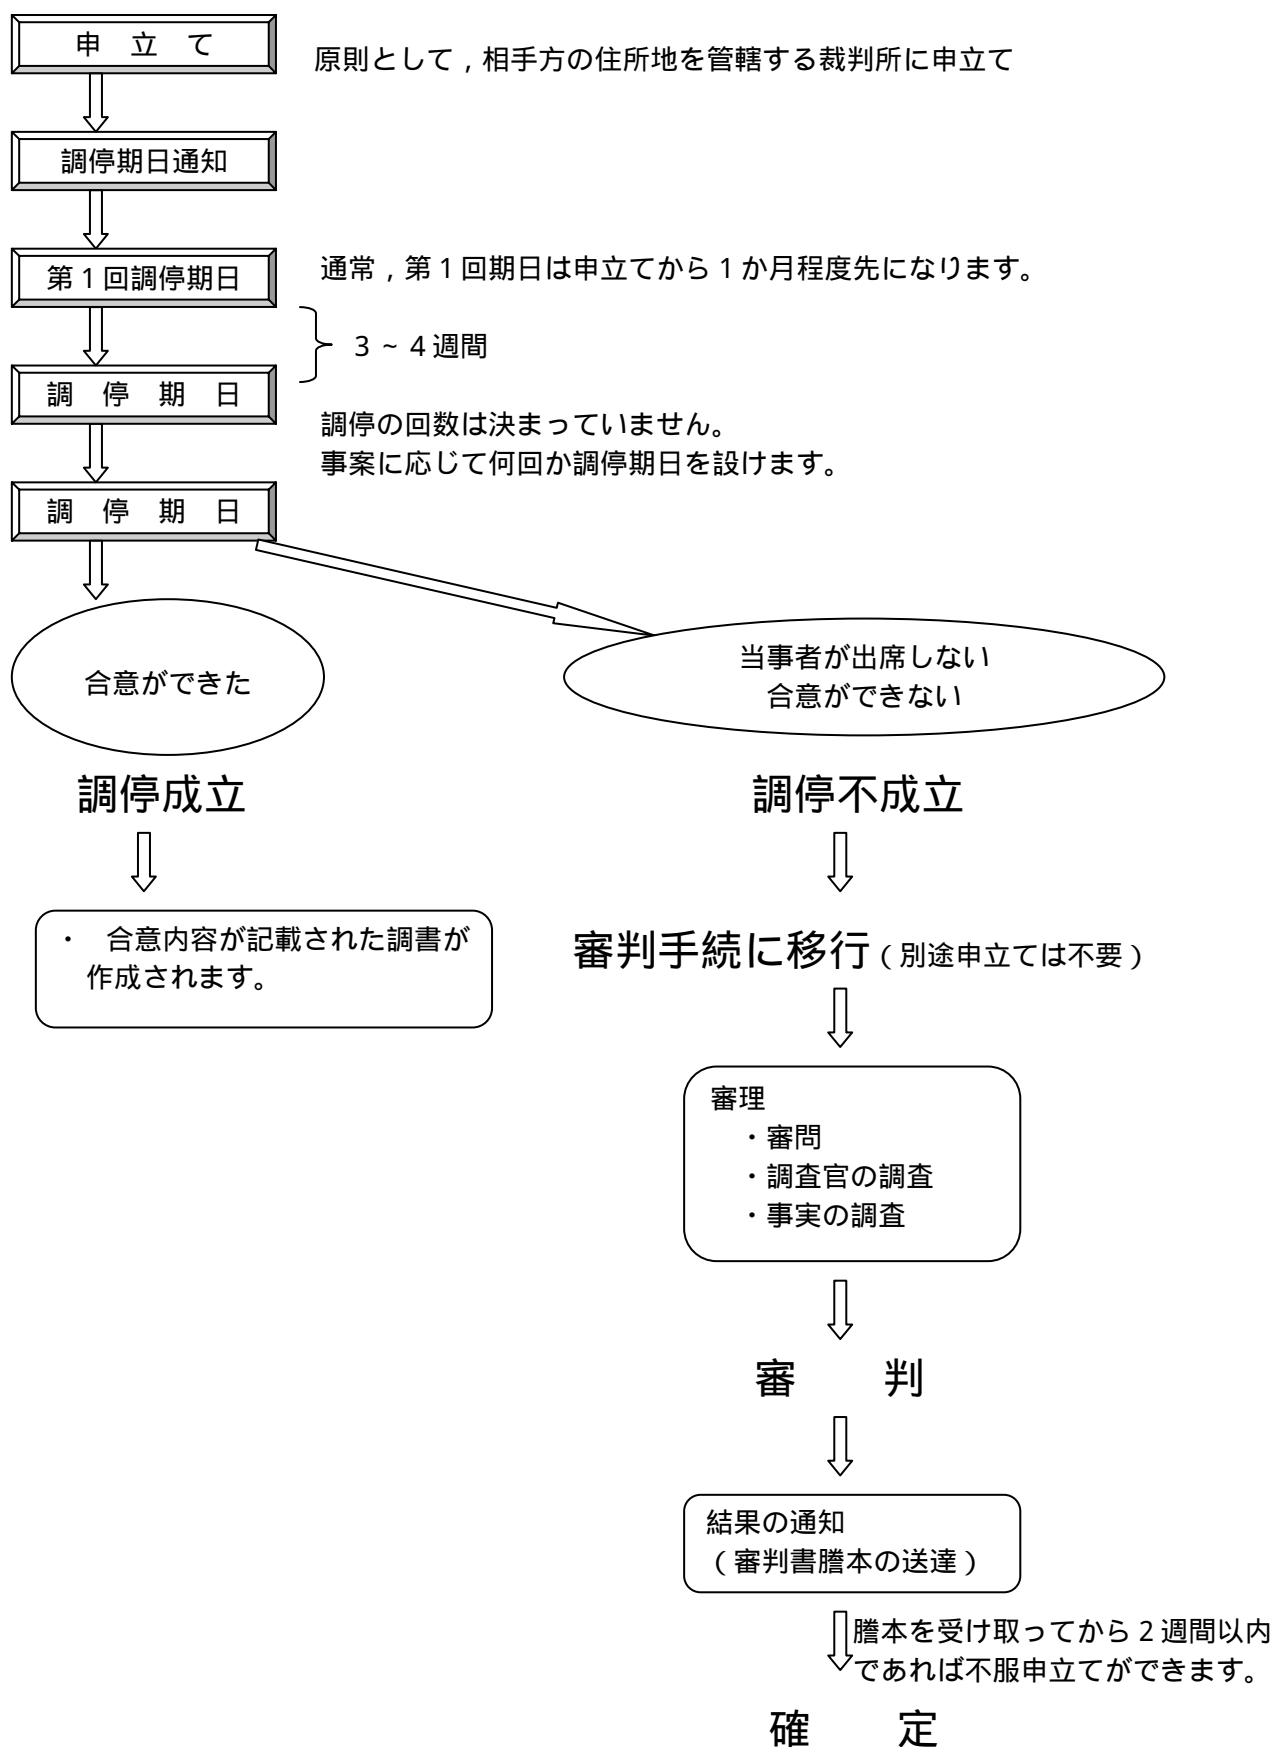 申　立　て
原則として，相手方の住所地を管轄する裁判所に申立て
調停期日通知
第１回調停期日
通常，第１回期日は申立てから１か月程度先になります。
３～４週間
調　停　期　日
調停の回数は決まっていません。
事案に応じて何回か調停期日を設けます。
調　停　期　日
合意ができた
当事者が出席しない
合意ができない
調停成立
調停不成立
・　合意内容が記載された調書が
作成されます。
審判手続に移行（別途申立ては不要）
審理
・審問
・調査官の調査
・事実の調査
審　　判
結果の通知
（審判書謄本の送達）
謄本を受け取ってから２週間以内
であれば不服申立てができます。
確　　定